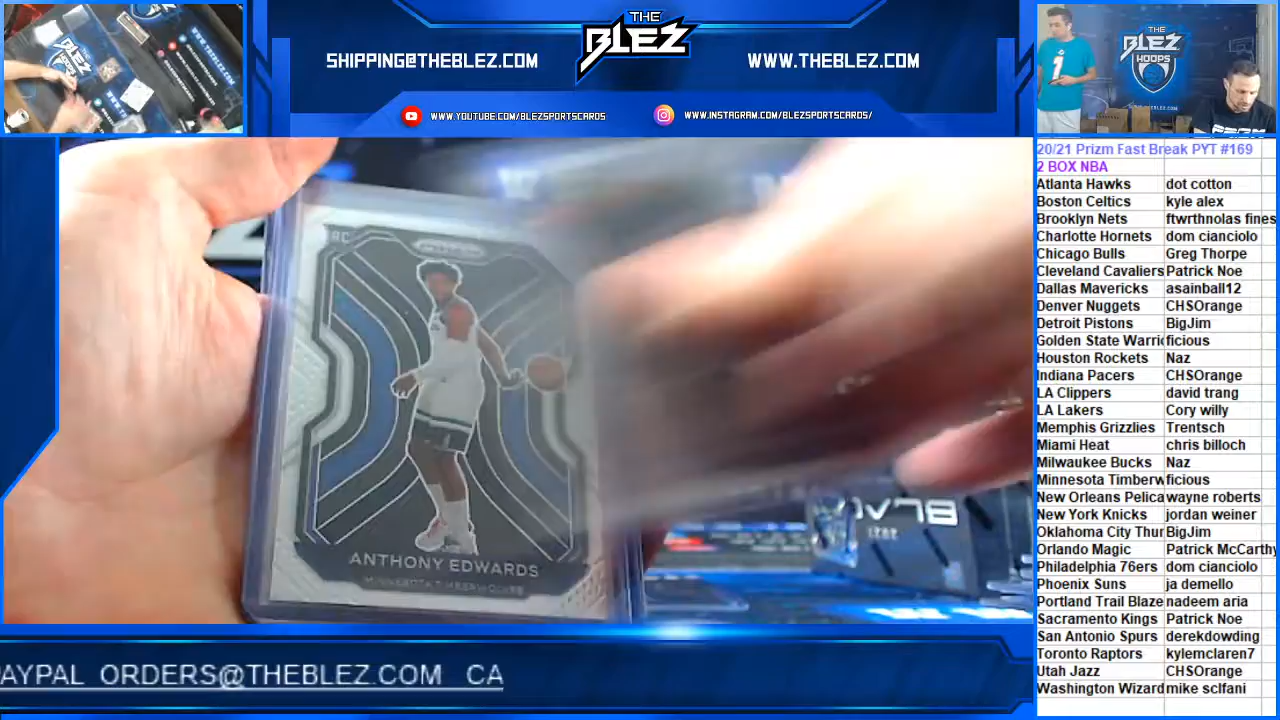 THE
BLEZ
SHIPPING@THEBLEZ.COM
WWW.THEBLEZ.COM
WWW.YOUTUBE.COM/BLEZSPORTSCARDS
WWW.INSTAGRAM.COM/BLEZSPORTSCARDS/
THE
BLEZ
HOOPS
20/21 Prizm Fast Break PYT #169
2 BOX NBA
Atlanta Hawks dot cotton
Boston Celtics kyle alex
Brooklyn Nets ftwrthnolas fines
Charlotte Hornets dom cianciolo
Chicago Bulls Greg Thorpe
Cleveland Cavaliers Patrick Noe
Dallas Mavericks asainball12
Denver Nuggets CHSOrange
Detroit Pistons BigJim
Golden State Warri ficious
Houston Rockets Naz
Indiana Pacers CHSOrange
LA Clippers david trang
LA Lakers Cory willy
Memphis Grizzlies Trentsch
Miami Heat chris billoch
Milwaukee Bucks Naz
Minnesota Timberw ficious
New Orleans Pelica wayne roberts
New York Knicks jordan weiner
Oklahoma City Thur BigJim
Orlando Magic Patrick McCarthy
Philadelphia 76ers dom cianciolo
Phoenix Suns ja demello
Portland Trail Blaze nadeem aria
Sacramento Kings Patrick Noe
San Antonio Spurs derekdowding
Toronto Raptors kylemclaren7
Utah Jazz CHSOrange
Washington Wizard mike sclfani
RC
ANTHONY EDWARDS
MINNESOTA TIMBERWOLVES
AYPAL ORDERS@THEBLEZ.COM CA